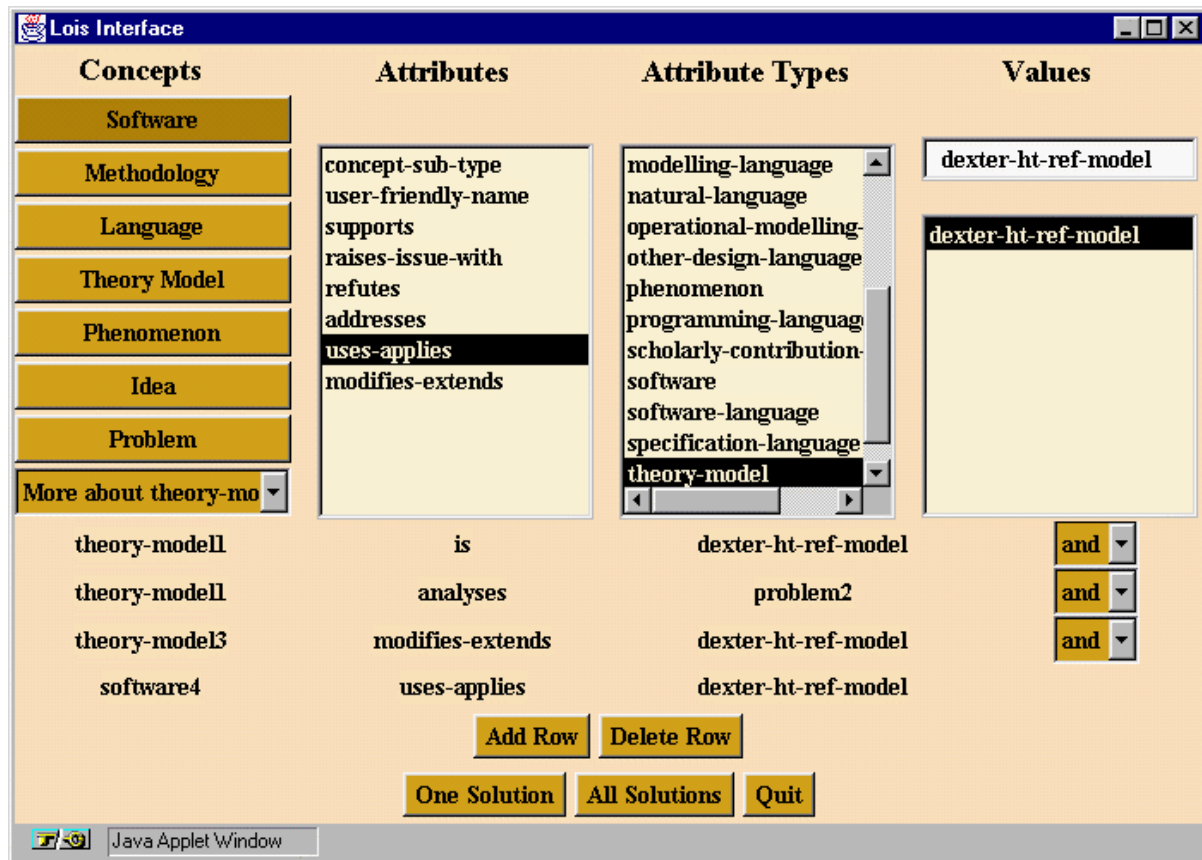 Lois Interface
Concepts Attributes Attribute Types Values
Software
Methodology
Language
Theory Model
Phenomenon
Idea
Problem
More about theory-mo
concept-sub-type
user-friendly-name
supports
raises-issue-with
refutes
addresses
uses-applies
modifies-extends
modelling-language
natural-language
operational-modelling-
other-design-language
phenomenon
programming-languag
scholarly-contribution-
software
software-language
specification-language
theory-model
dexter-ht-ref-model
dexter-ht-ref-model
theory-model1 is dexter-ht-ref-model and
theory-model1 analyses problem2 and
theory-model3 modifies-extends dexter-ht-ref-model and
software4 uses-applies dexter-ht-ref-model
Add Row Delete Row
One Solution All Solutions Quit
Java Applet Window